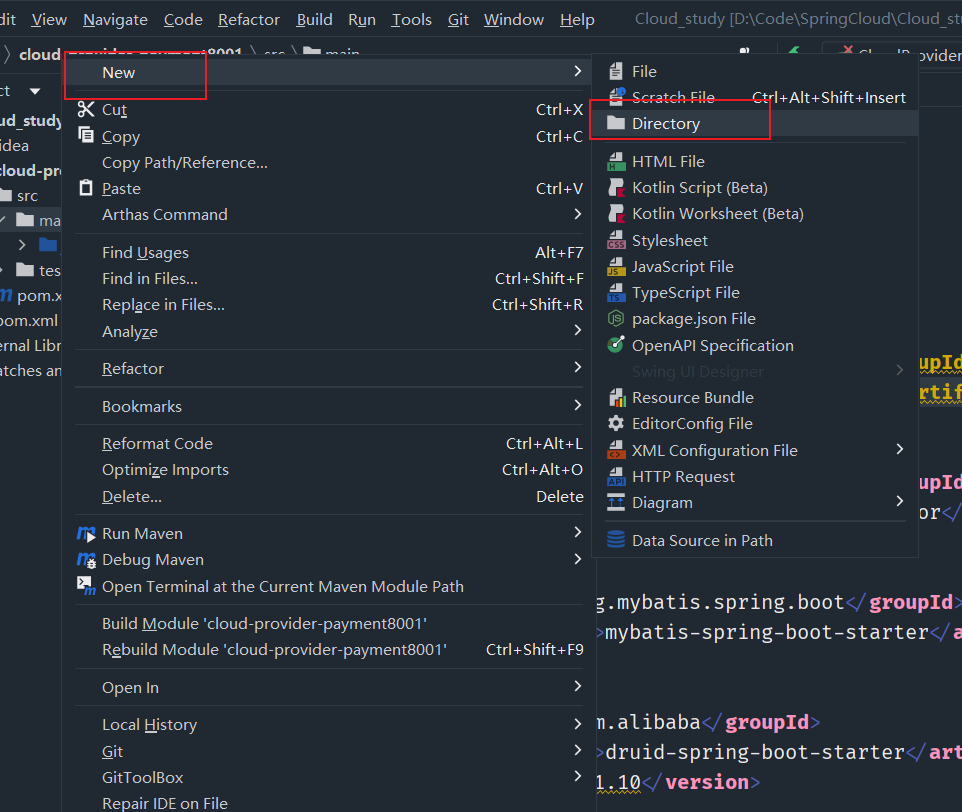 dit View Navigate Code Refactor Build Run Tools Git Window Help Cloud_study [D:\Code\SpringCloud\Cloud_st
cloud-provider-payment8001 src main
ct
ud_study
idea
cloud-pr
src
ma
tes
pom.x
pom.xml
ernal Libr
atches an
New
Cut Ctrl+X
Copy Ctrl+C
Copy Path/Reference...
Paste Ctrl+V
Arthas Command
Find Usages Alt+F7
Find in Files... Ctrl+Shift+F
Replace in Files... Ctrl+Shift+R
Analyze
Refactor
Bookmarks
Reformat Code Ctrl+Alt+L
Optimize Imports Ctrl+Alt+O
Delete... Delete
Run Maven
Debug Maven
Open Terminal at the Current Maven Module Path
Build Module 'cloud-provider-payment8001'
Rebuild Module 'cloud-provider-payment8001' Ctrl+Shift+F9
Open In
Local History
Git
GitToolBox
Repair IDE on File
File
Scratch File Ctrl+Alt+Shift+Insert
Directory
HTML File
Kotlin Script (Beta)
Kotlin Worksheet (Beta)
Stylesheet
JavaScript File
TypeScript File
package.json File
OpenAPI Specification
Swing UI Designer
Resource Bundle
EditorConfig File
XML Configuration File
HTTP Request
Diagram
Data Source in Path
upId
rtif
upId
or</
g.mybatis.spring.boot</groupId>
>mybatis-spring-boot-starter</a
m.alibaba</groupId>
>druid-spring-boot-starter</art
1.10</version>